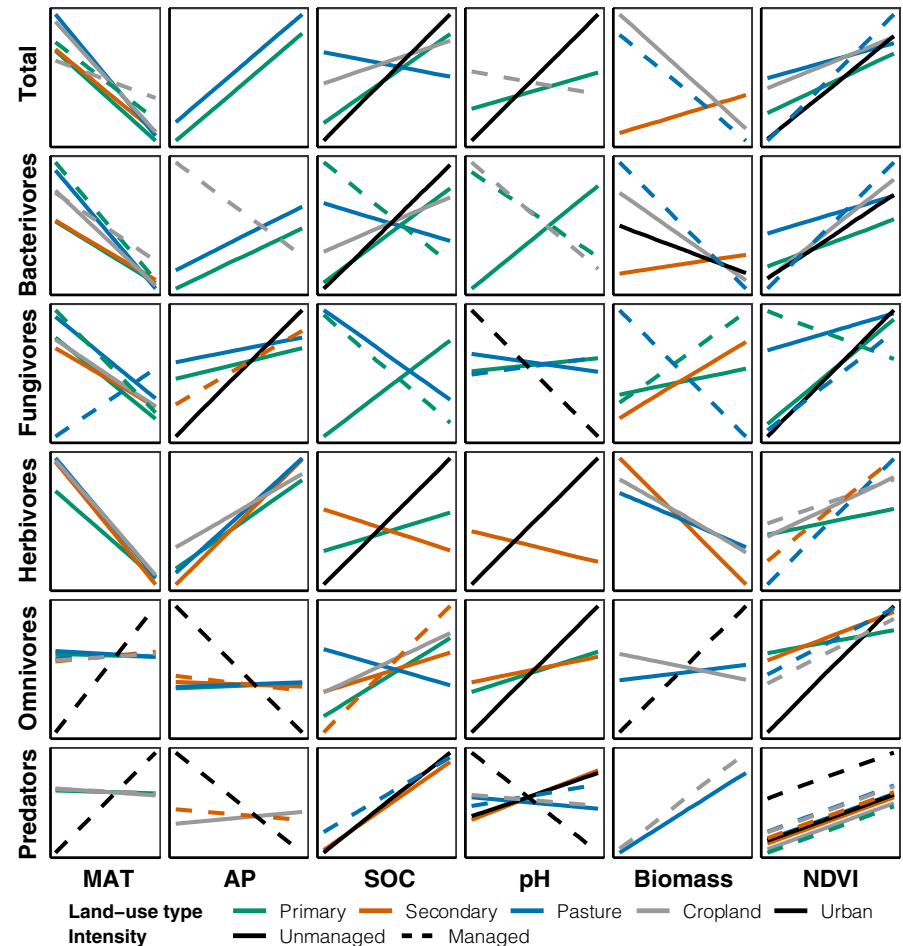 Total
Bacterivores
Fungivores
Herbivores
Omnivores
Predators
MAT AP SOC pH Biomass NDVI
Land−use type Primary Secondary Pasture Cropland Urban
Intensity Unmanaged Managed